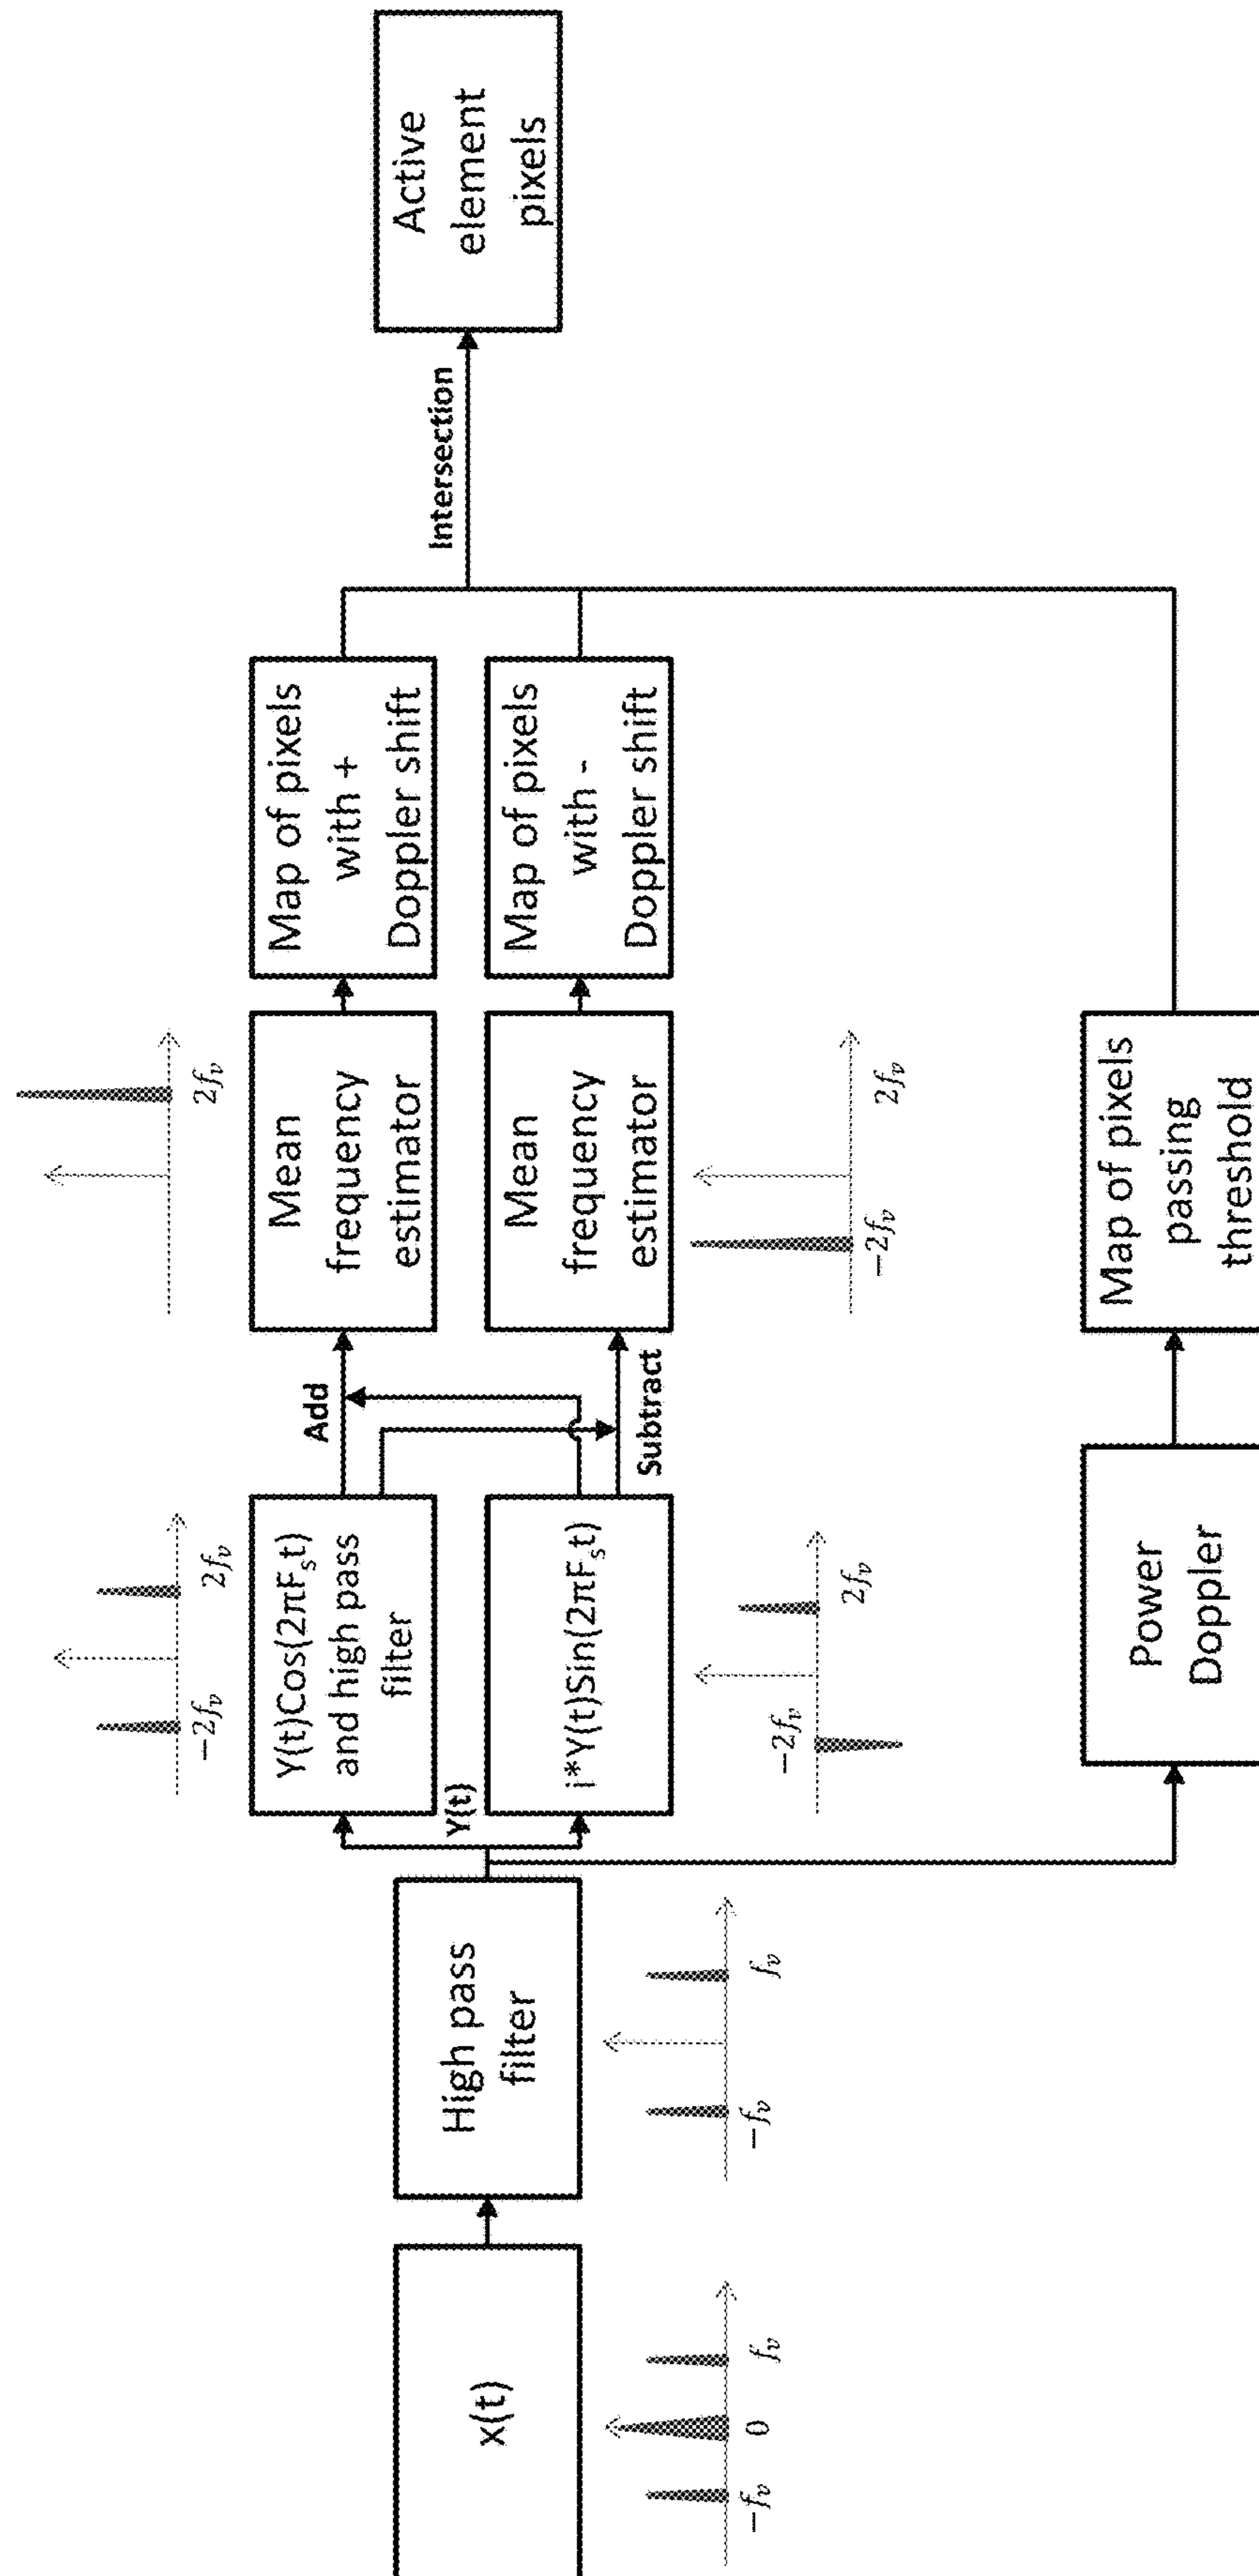 x(t)
−f_v
0
f_v
High pass
filter
−f_v
f_v
Y(t)
−2f_v
2f_v
Y(t)Cos(2πF_st)
and high pass
filter
i*Y(t)Sin(2πF_st)
−2f_v
2f_v
Power
Doppler
Add
Subtract
2f_v
Mean
frequency
estimator
Mean
frequency
estimator
−2f_v
2f_v
Map of pixels
passing
threshold
Map of pixels
with +
Doppler shift
Map of pixels
with -
Doppler shift
Intersection
Active
element
pixels